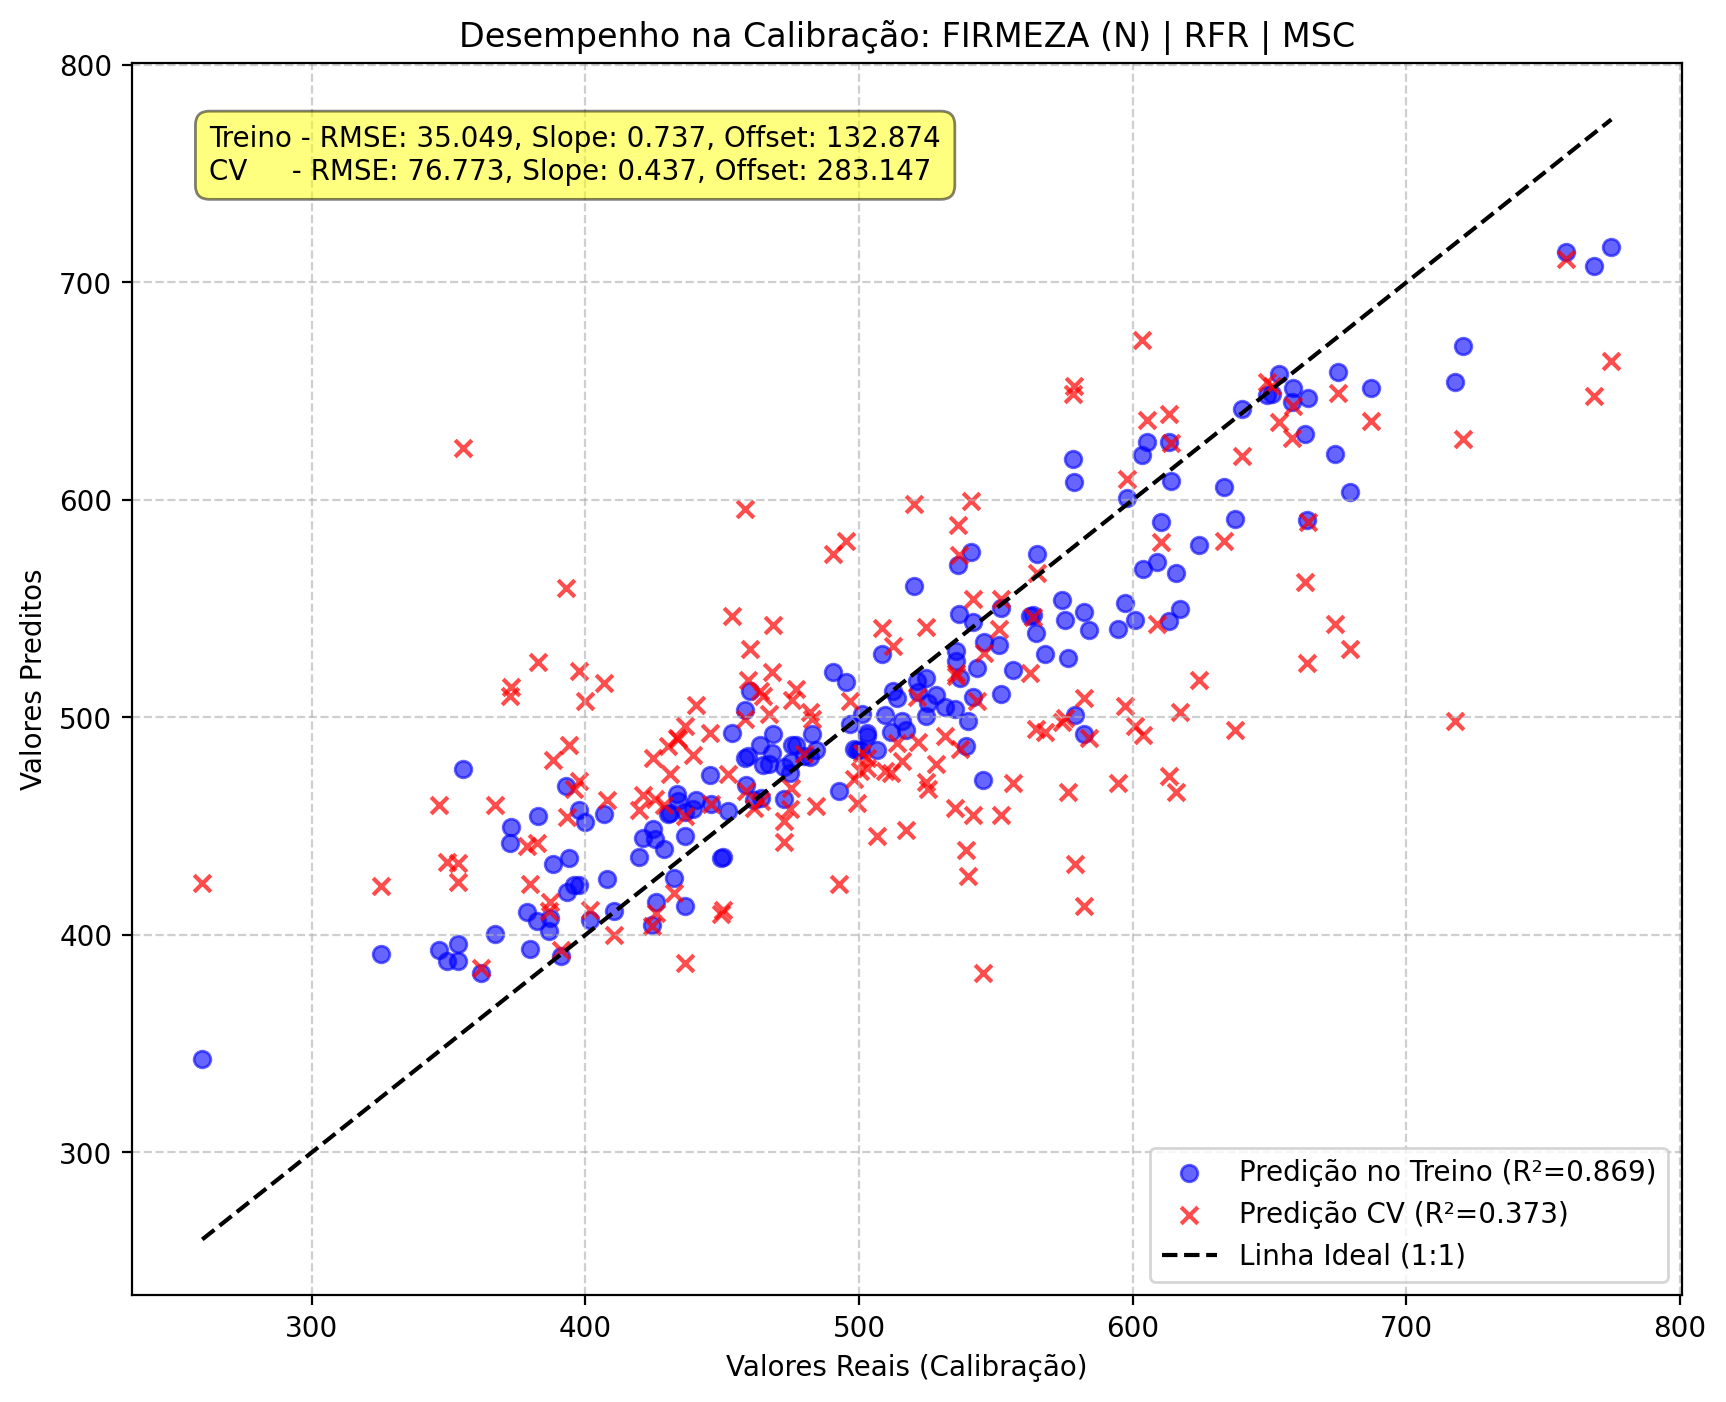 Desempenho na Calibração: FIRMEZA (N) | RFR | MSC
800
700
600
500
400
300
Valores Preditos
Treino - RMSE: 35.049, Slope: 0.737, Offset: 132.874
CV - RMSE: 76.773, Slope: 0.437, Offset: 283.147
Predição no Treino (R²=0.869)
Predição CV (R²=0.373)
Linha Ideal (1:1)
300 400 500 600 700 800
Valores Reais (Calibração)